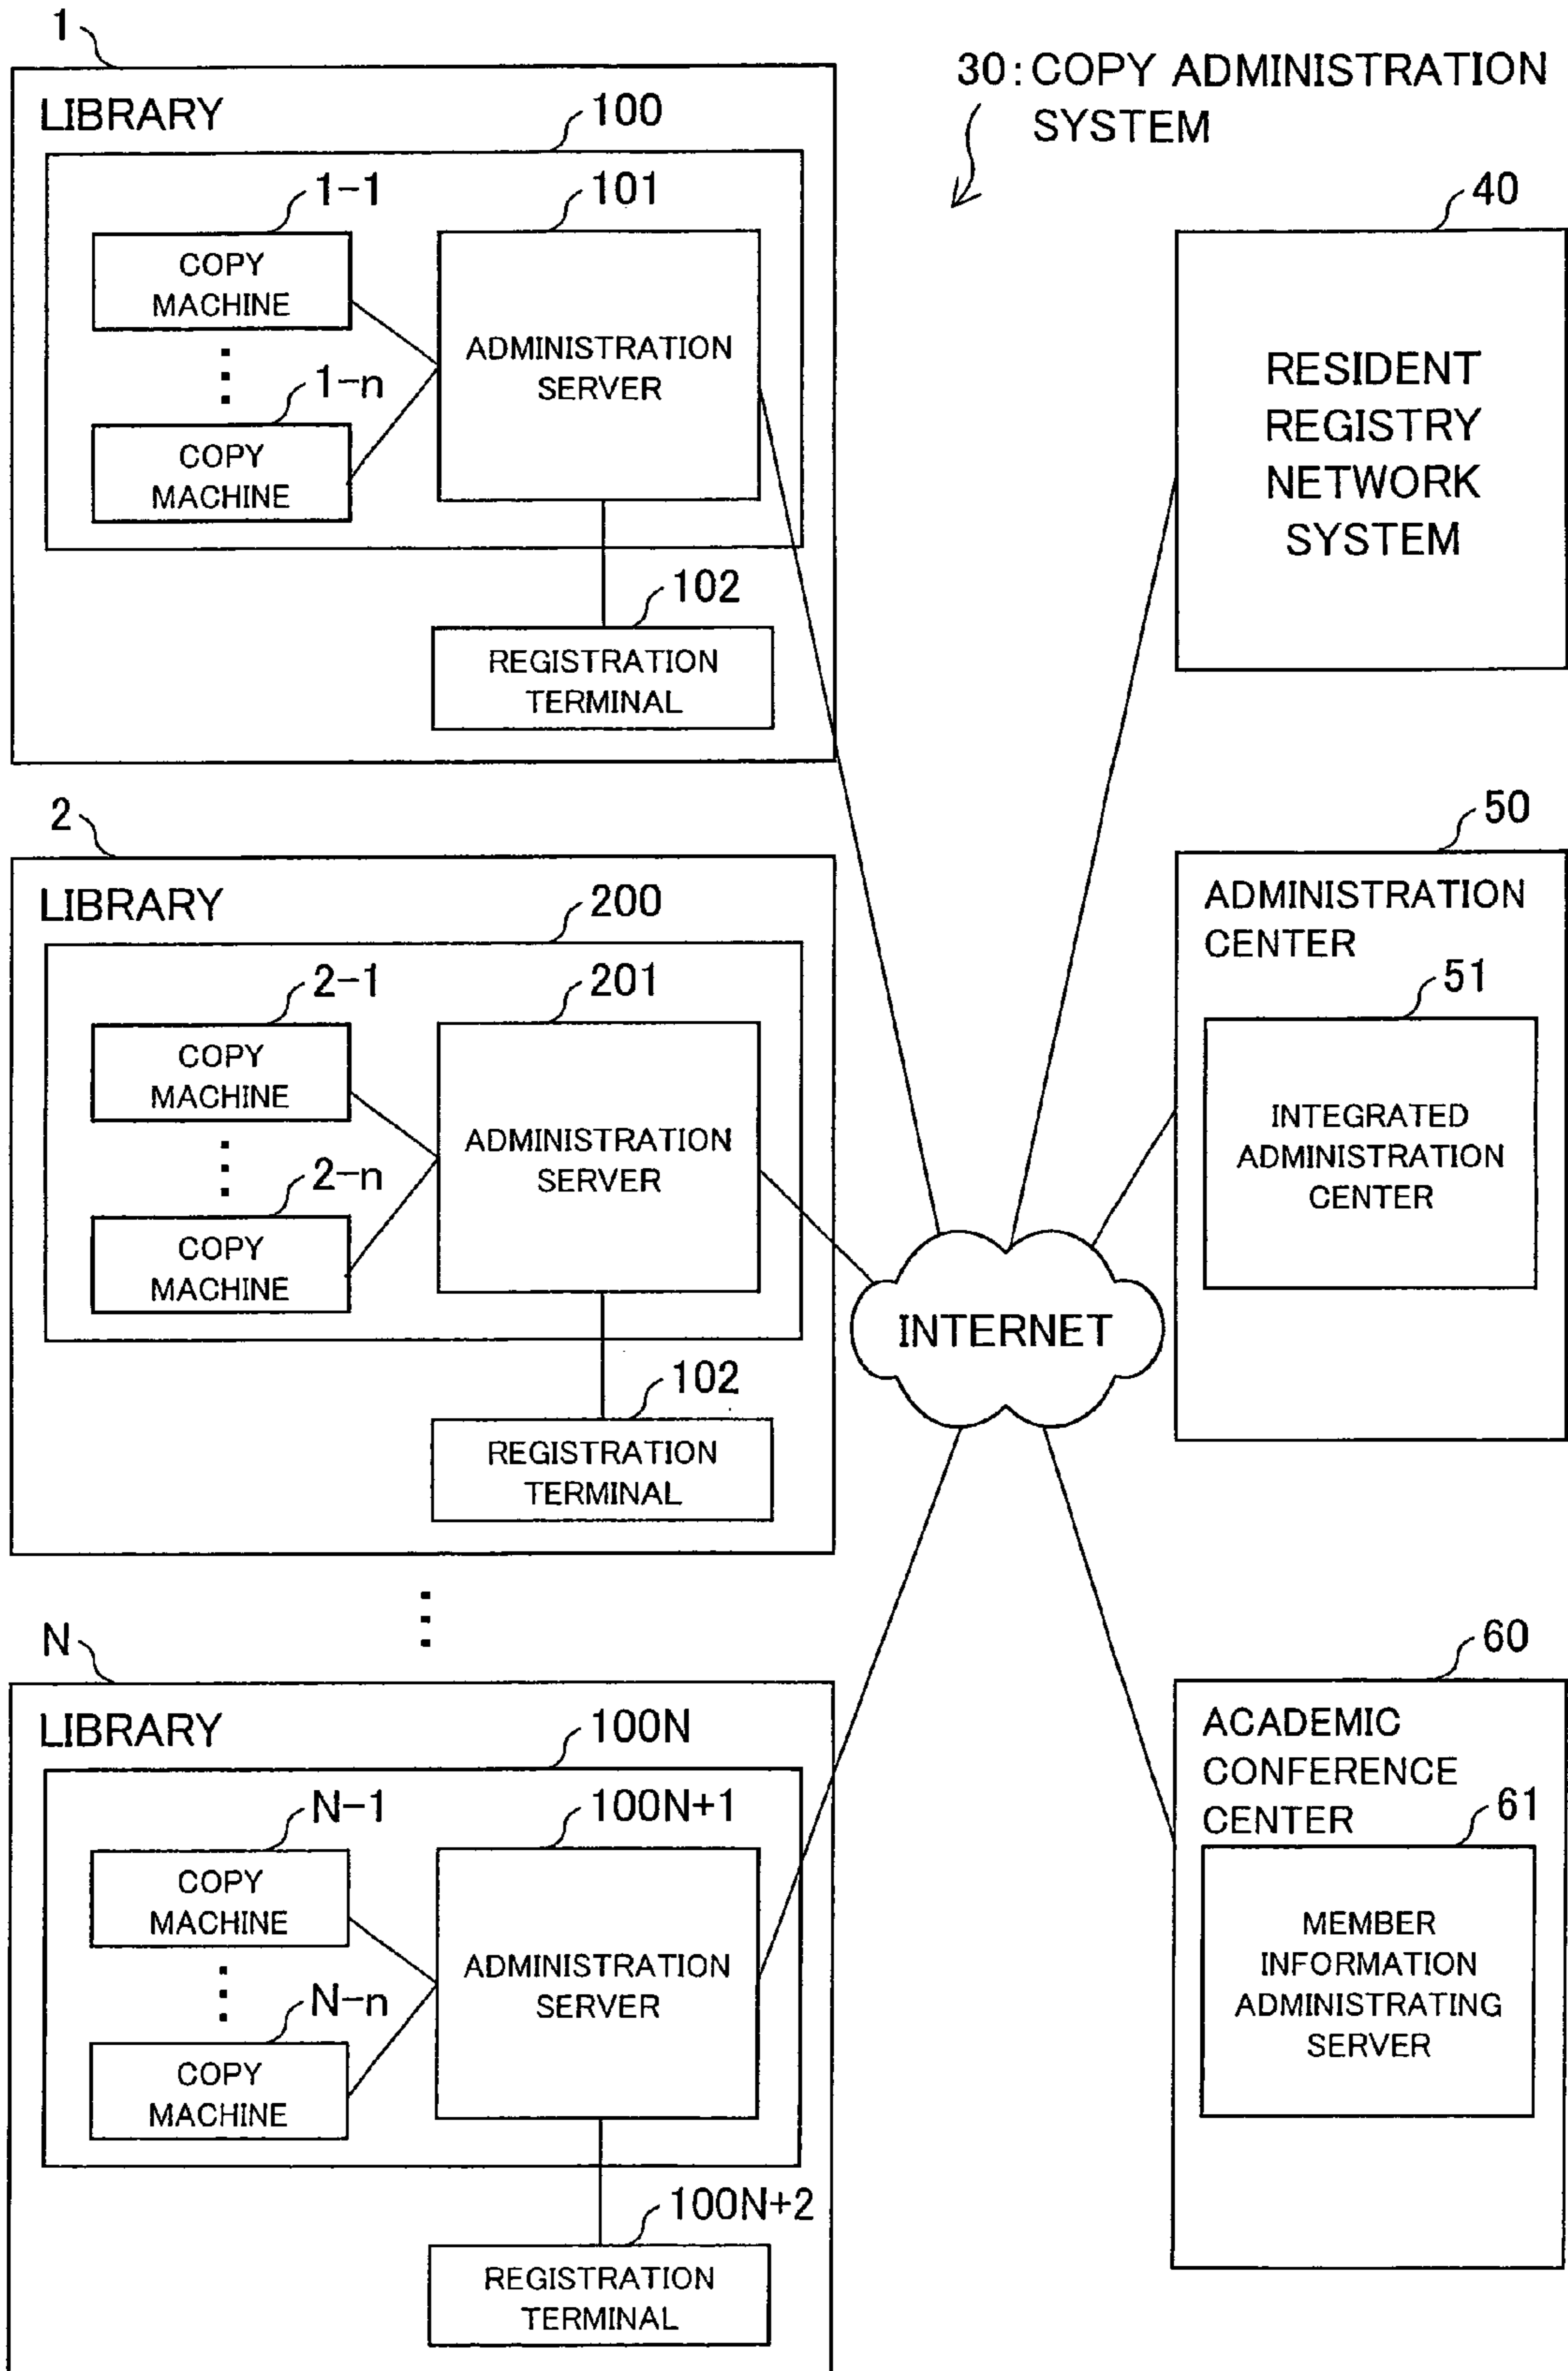 1
30: COPY ADMINISTRATION
SYSTEM
LIBRARY
100
1-1
101
COPY
MACHINE
1-n
COPY
MACHINE
ADMINISTRATION
SERVER
102
REGISTRATION
TERMINAL
40
RESIDENT
REGISTRY
NETWORK
SYSTEM
2
LIBRARY
200
2-1
201
COPY
MACHINE
2-n
COPY
MACHINE
ADMINISTRATION
SERVER
102
REGISTRATION
TERMINAL
50
ADMINISTRATION
CENTER
51
INTEGRATED
ADMINISTRATION
CENTER
INTERNET
N
LIBRARY
100N
N-1
100N+1
COPY
MACHINE
N-n
COPY
MACHINE
ADMINISTRATION
SERVER
100N+2
REGISTRATION
TERMINAL
60
ACADEMIC
CONFERENCE
CENTER
61
MEMBER
INFORMATION
ADMINISTRATING
SERVER